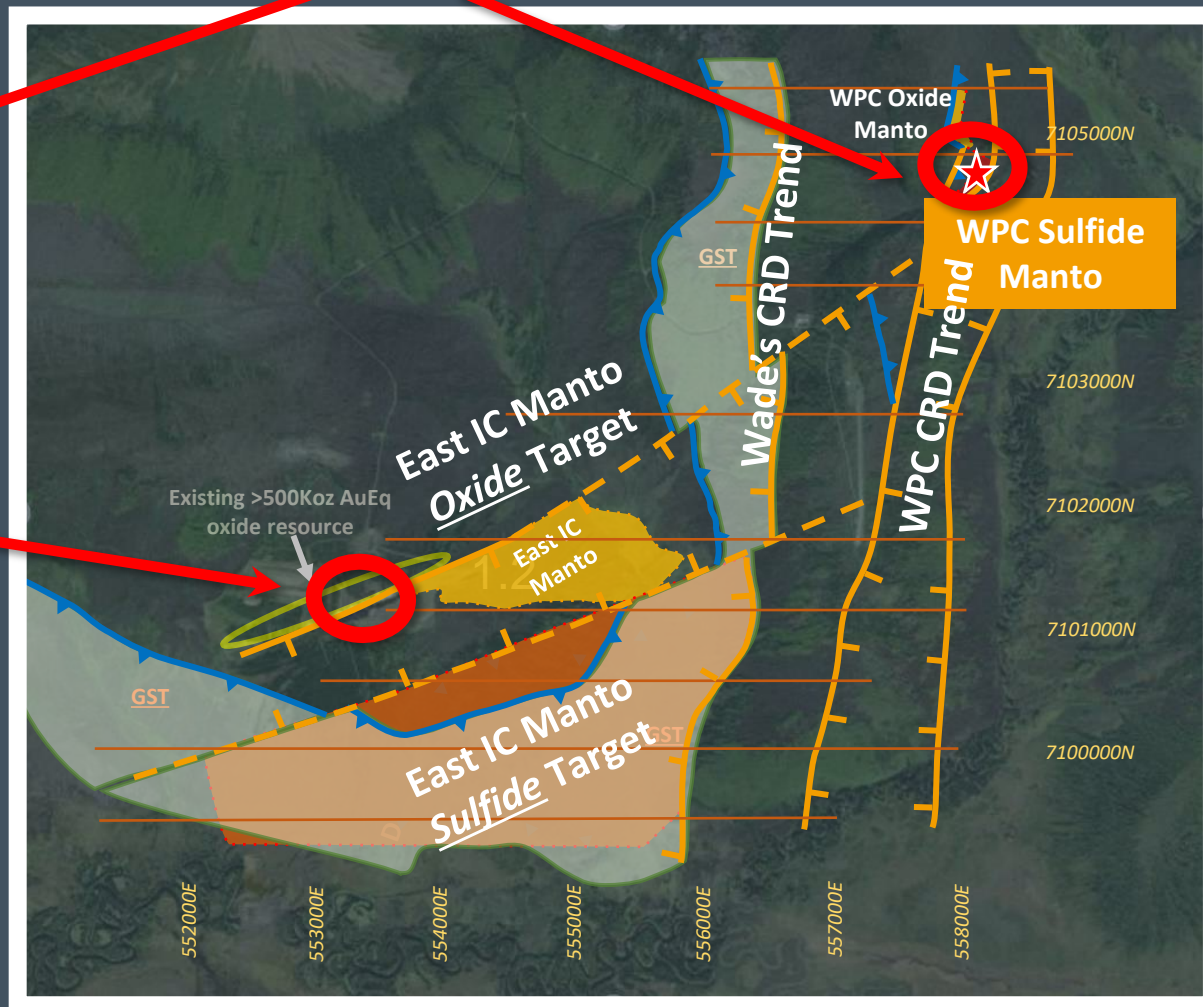 WPC Oxide
Manto
7105000N
WPC Sulfide
Manto
GST
Wade's CRD Trend
WPC CRD Trend
7103000N
East IC Manto
Oxide Target
Existing >500Koz AuEq
oxide resource
7102000N
East IC
Manto
1.2
7101000N
GST
East IC Manto
Sulfide Target
GST
7100000N
D
552000E
553000E
554000E
555000E
556000E
557000E
558000E